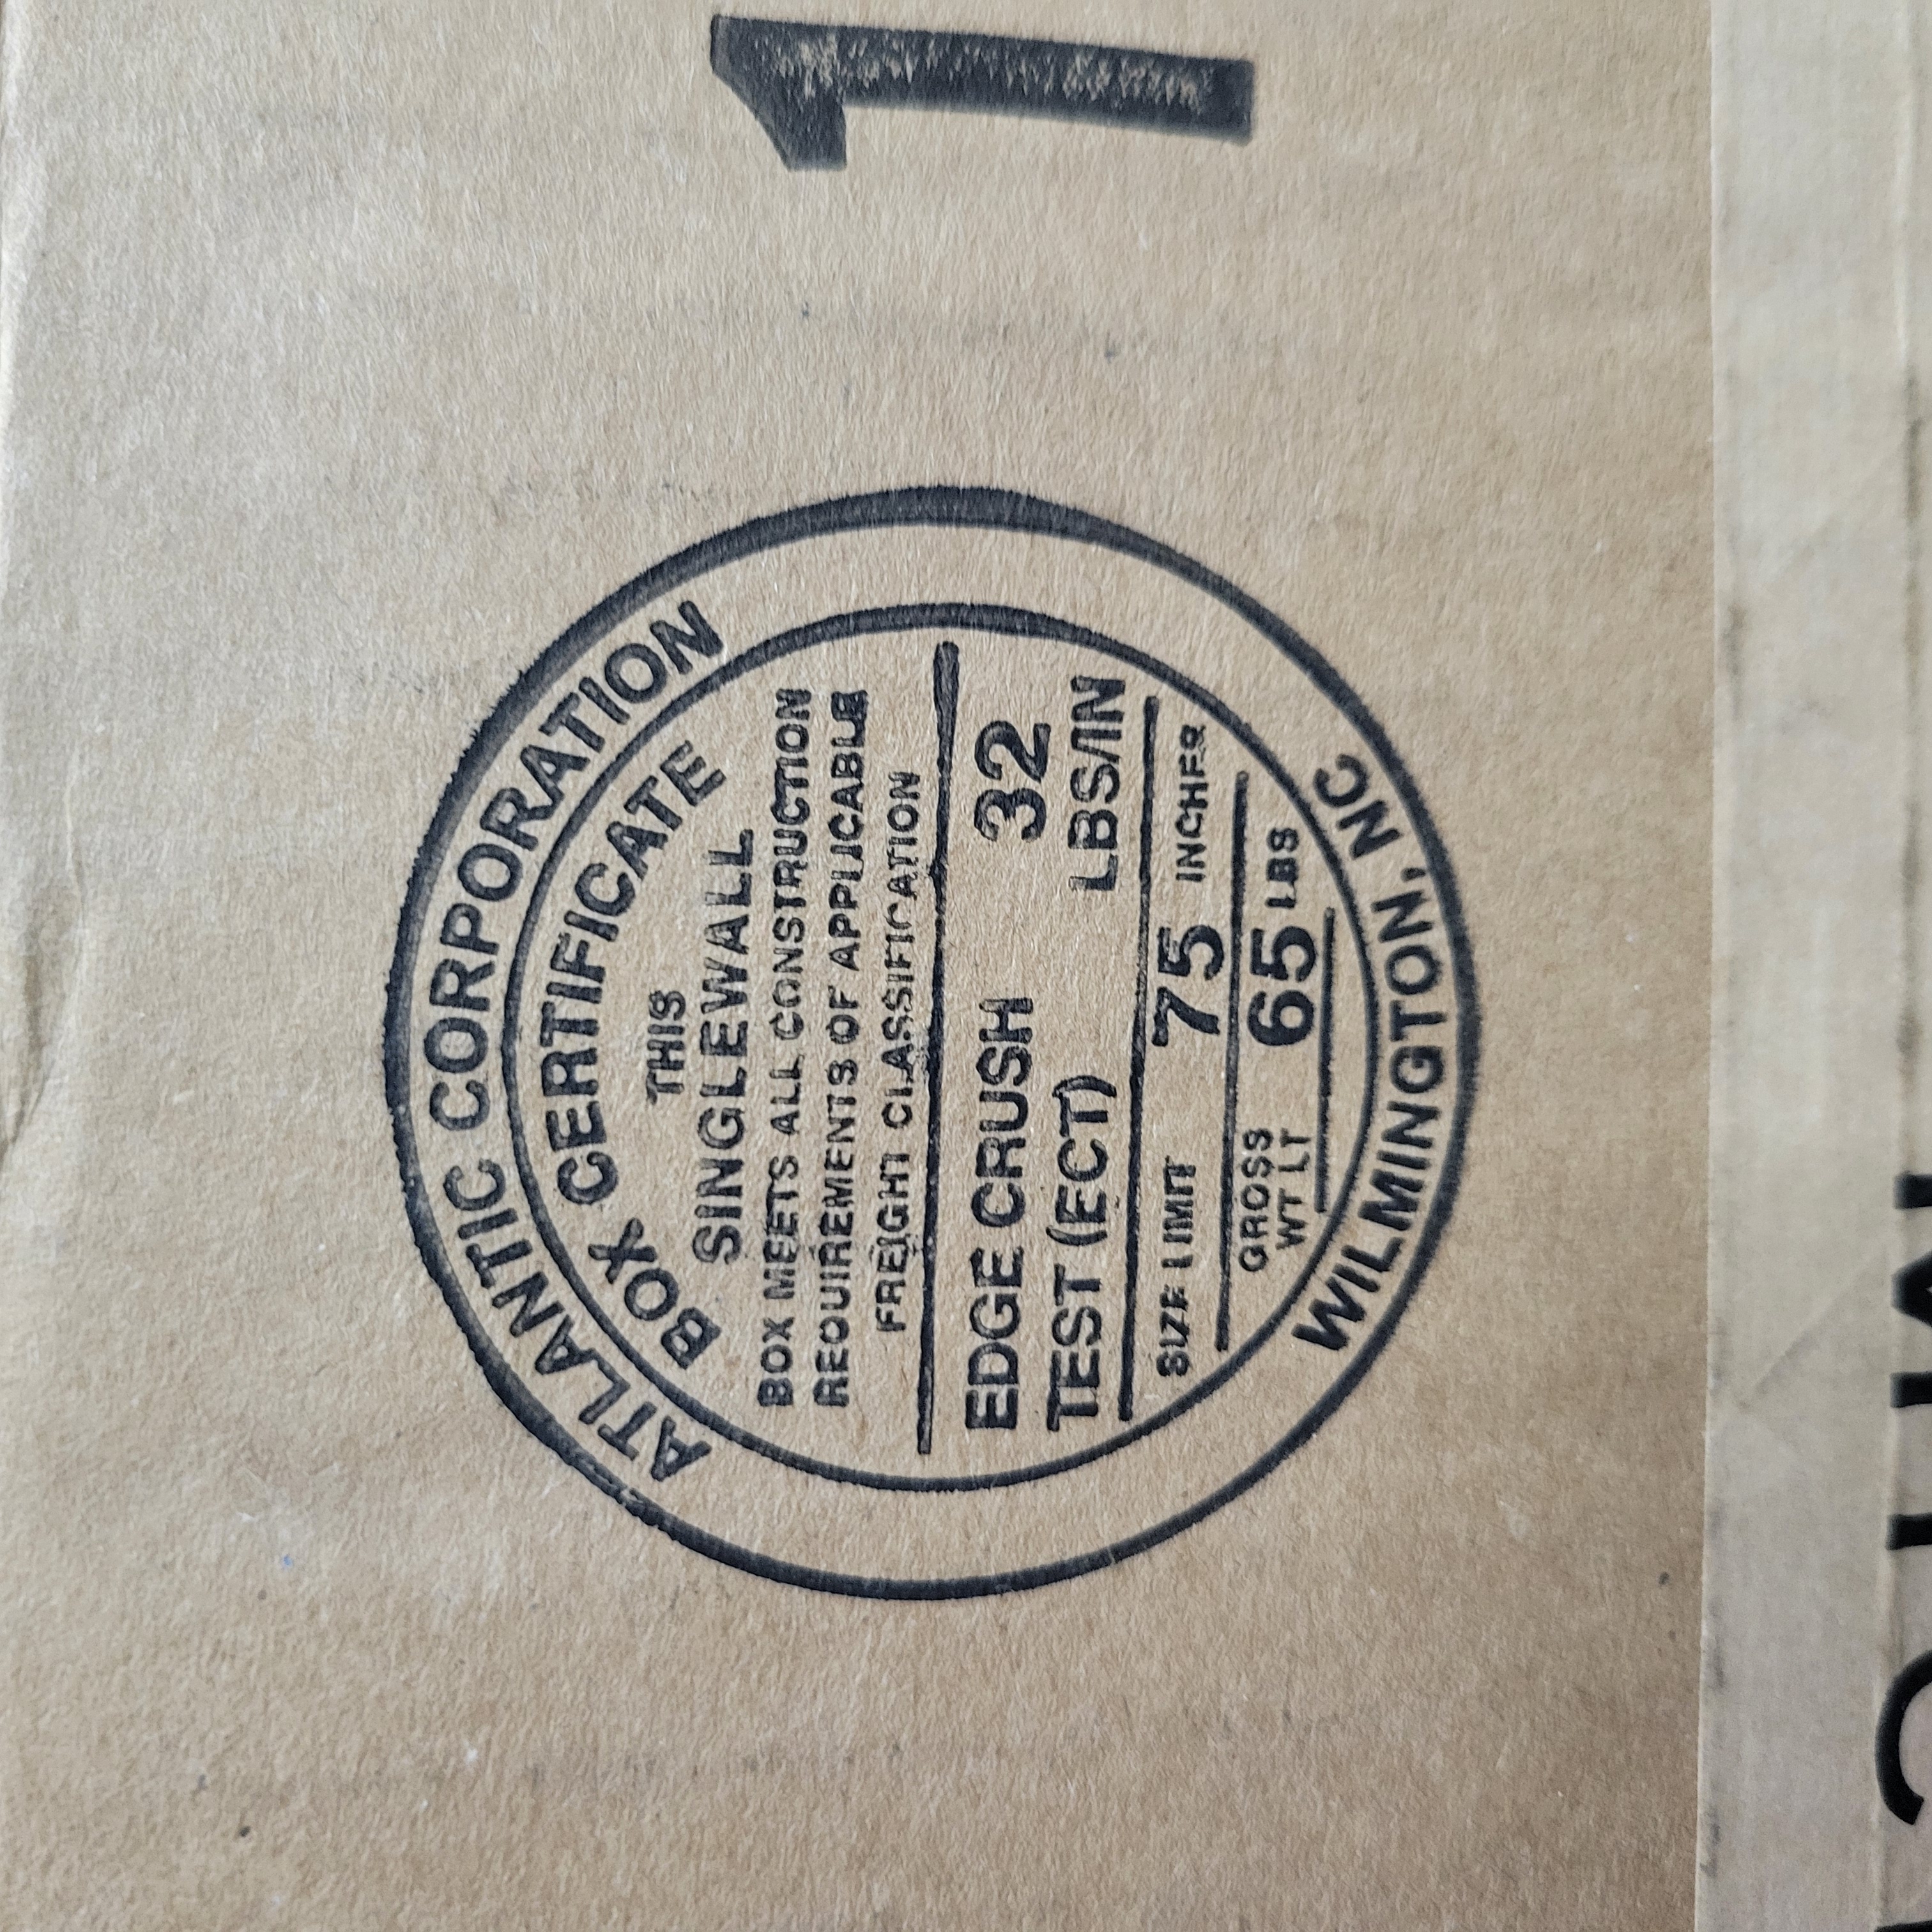 ATLANTIC CORPORATION
BOX CERTIFICATE
THIS
SINGLEWALL
BOX MEETS ALL CONSTRUCTION
REQUIREMENTS OF APPLICABLE
FREIGHT CLASSIFICATION
EDGE CRUSH 32
TEST (ECT) LBS/IN
SIZE LIMIT 75 INCHES
GROSS
WT LT 65 LBS
WILMINGTON, NC
1